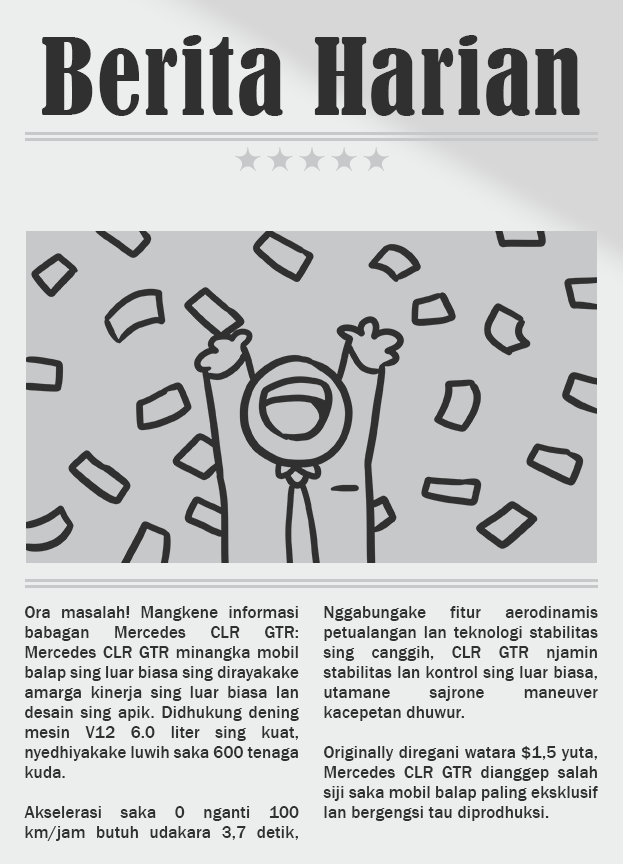 Berita Harian
Ora masalah! Mangkene informasi
babagan Mercedes CLR GTR:
Mercedes CLR GTR minangka mobil
balap sing luar biasa sing dirayakake
amarga kinerja sing luar biasa lan
desain sing apik. Didhukung dening
mesin V12 6.0 liter sing kuat,
nyedhiyakake luwih saka 600 tenaga
kuda.
Akselerasi saka 0 nganti 100
km/jam butuh udakara 3,7 detik,
Nggabungake fitur aerodinamis
petualangan lan teknologi stabilitas
sing canggih, CLR GTR njamin
stabilitas lan kontrol sing luar biasa,
utamane sajrone maneuver
kacepetan dhuwur.
Originally diregani watara $1,5 yuta,
Mercedes CLR GTR dianggep salah
siji saka mobil balap paling eksklusif
lan bergengsi tau diprodhuksi.